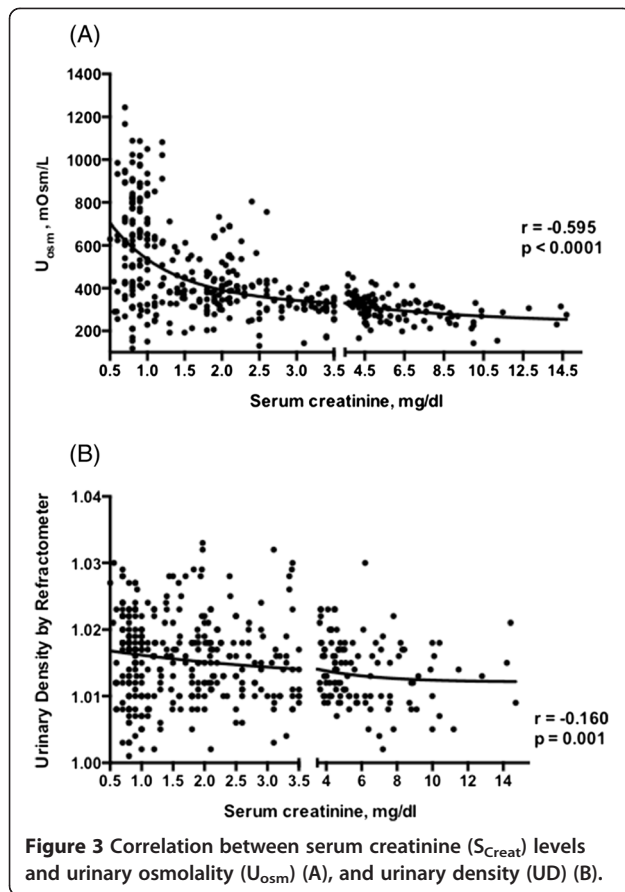 (A)
1400
1200
1000
800
600
400
200
U_osm, mOsm/L
r = -0.595
p < 0.0001
0.5 1.0 1.5 2.0 2.5 3.0 3.5 4.5 6.5 8.5 10.5 12.5 14.5
Serum creatinine, mg/dl
(B)
1.04
1.03
1.02
1.01
1.00
Urinary Density by Refractometer
r = -0.160
p = 0.001
0.5 1.0 1.5 2.0 2.5 3.0 3.5 4 6 8 10 12 14
Serum creatinine, mg/dl
Figure 3 Correlation between serum creatinine (S_Creat) levels
and urinary osmolality (U_osm) (A), and urinary density (UD) (B).